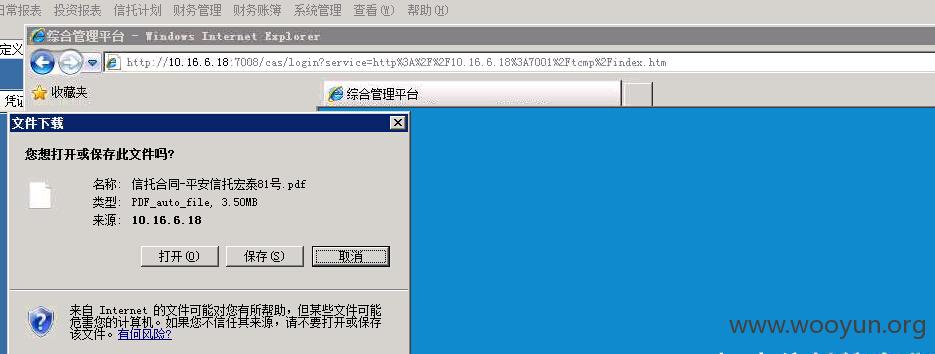 日常报表 投资报表 信托计划 财务管理 财务账簿 系统管理 查看(V) 帮助(H)
综合管理平台 - Windows Internet Explorer
定义
http://10.16.6.18:7008/cas/login?service=http%3A%2F%2F10.16.6.18%3A7001%2Ftcmp%2Findex.htm
凭证
收藏夹
综合管理平台
文件下载
您想打开或保存此文件吗?
名称: 信托合同-平安信托宏泰81号.pdf
类型: PDF_auto_file, 3.50MB
来源: 10.16.6.18
打开(O) 保存(S) 取消
来自 Internet 的文件可能对您有所帮助，但某些文件可能
危害您的计算机。如果您不信任其来源，请不要打开或保存
该文件。有何风险?
www.wooyun.org